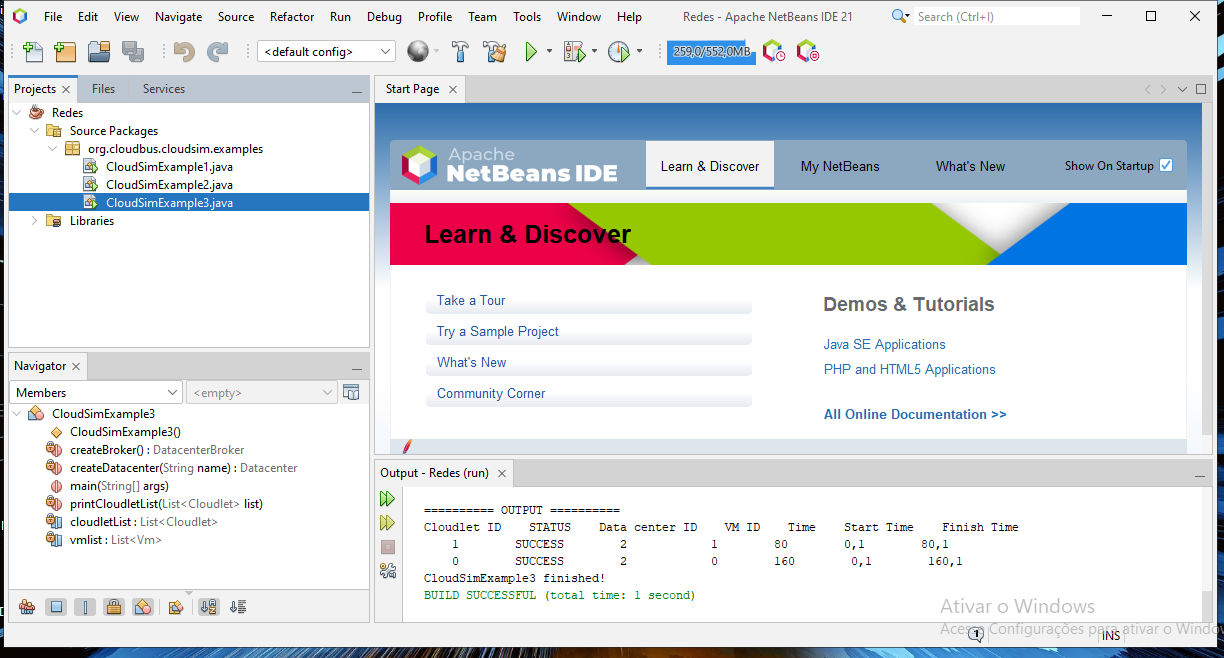 File Edit View Navigate Source Refactor Run Debug Profile Team Tools Window Help Redes - Apache NetBeans IDE 21 Search (Ctrl+I)
<default config> 259,0/552,0MB
Projects Files Services
Redes
Source Packages
org.cloudbus.cloudsim.examples
CloudSimExample1.java
CloudSimExample2.java
CloudSimExample3.java
Libraries
Start Page
Apache
NetBeans IDE
Learn & Discover My NetBeans What's New Show On Startup
Learn & Discover
Take a Tour
Try a Sample Project
What's New
Community Corner
Demos & Tutorials
Java SE Applications
PHP and HTML5 Applications
All Online Documentation >>
Navigator
Members <empty>
CloudSimExample3
CloudSimExample3()
createBroker() : DatacenterBroker
createDatacenter(String name) : Datacenter
main(String[] args)
printCloudletList(List<Cloudlet> list)
cloudletList : List<Cloudlet>
vmlist : List<Vm>
Output - Redes (run)
========== OUTPUT ==========
Cloudlet ID STATUS Data center ID VM ID Time Start Time Finish Time
1 SUCCESS 2 1 80 0,1 80,1
0 SUCCESS 2 0 160 0,1 160,1
CloudSimExample3 finished!
BUILD SUCCESSFUL (total time: 1 second)
Ativar o Windows
Configurações para ativar o Windo
1 INS